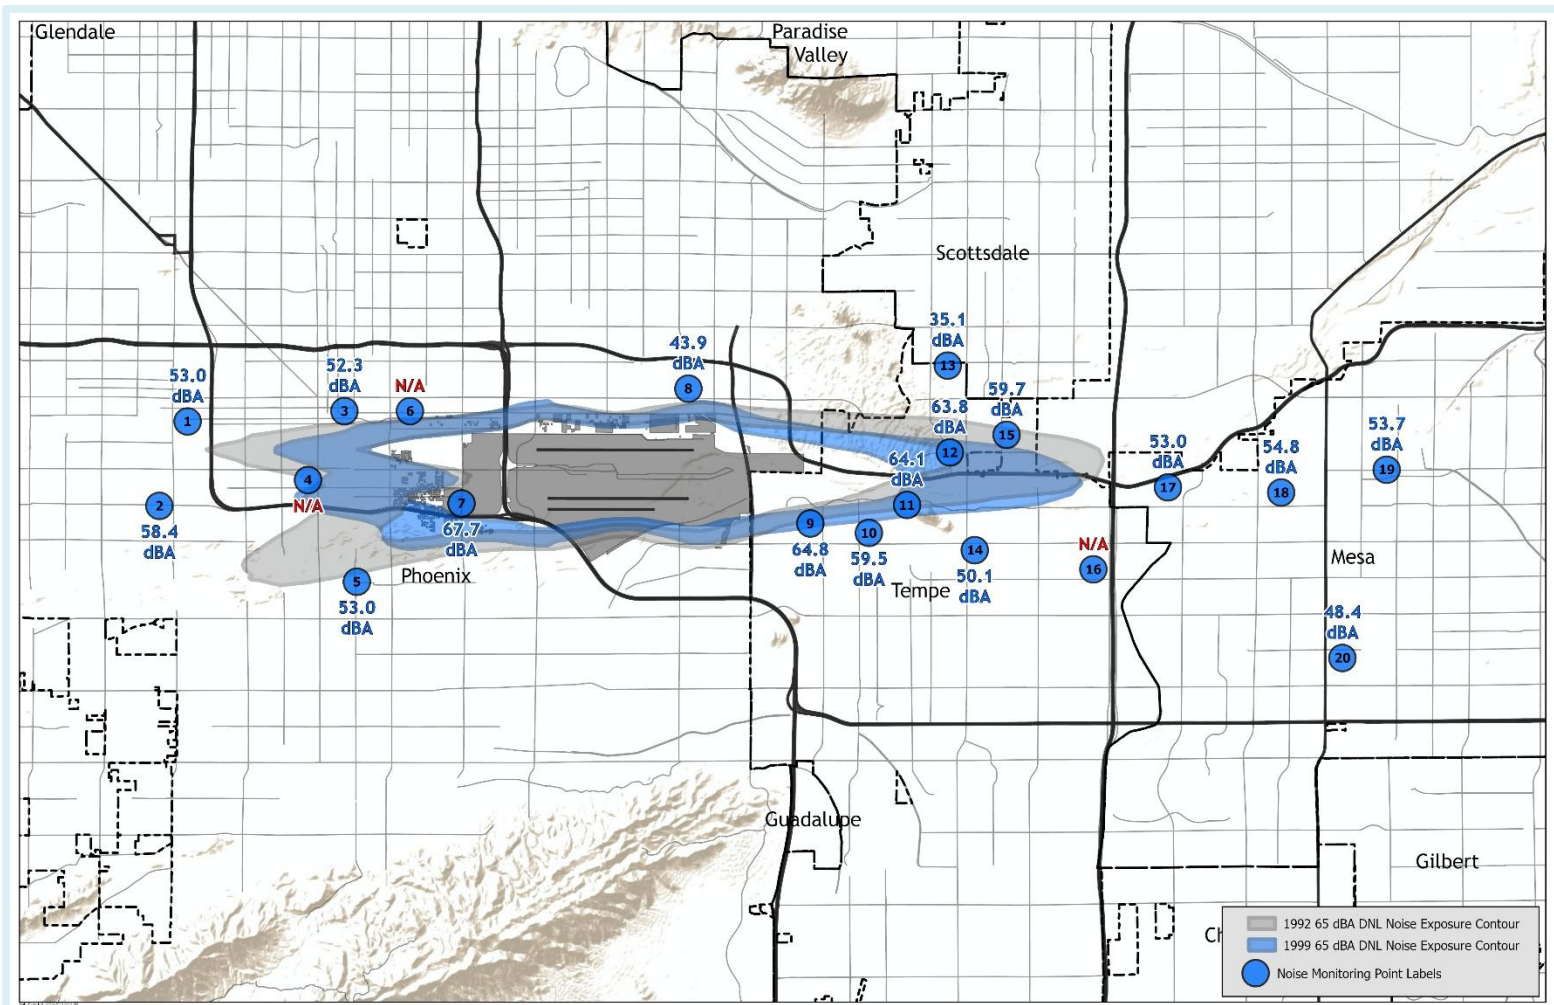 Glendale
Paradise
Valley
Scottsdale
35.1
dBA
13
43.9
dBA
8
52.3
dBA
3
N/A
6
53.0
dBA
1
59.7
dBA
15
63.8
dBA
12
64.1
dBA
11
53.0
dBA
17
54.8
dBA
18
53.7
dBA
19
4
N/A
2
58.4
dBA
7
67.7
dBA
9
64.8
dBA
10
59.5
dBA
14
50.1
dBA
N/A
16
Mesa
Phoenix
5
53.0
dBA
Tempe
48.4
dBA
20
Guadalupe
Gilbert
Ch
1992 65 dBA DNL Noise Exposure Contour
1999 65 dBA DNL Noise Exposure Contour
Noise Monitoring Point Labels